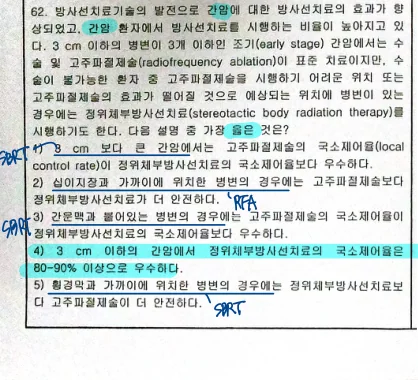 62. 방사선치료기술의 발전으로 간암에 대한 방사선치료의 효과가 향
상되었고, 간암 환자에서 방사선치료를 시행하는 비율이 높아지고 있
다. 3 cm 이하의 병변이 3개 이하인 조기(early stage) 간암에서는 수
술 및 고주파절제술(radiofrequency ablation)이 표준 치료이지만, 수
술이 불가능한 환자 중 고주파절제술을 시행하기 어려운 위치 또는
고주파절제술의 효과가 떨어질 것으로 예상되는 위치에 병변이 있는
경우에는 정위체부방사선치료(stereotactic body radiation therapy)를
시행하기도 한다. 다음 설명 중 가장 옳은 것은?
SBRT 1) 3 cm 보다 큰 간암에서는 고주파절제술의 국소제어율(local
control rate)이 정위체부방사선치료의 국소제어율보다 우수하다.
2) 십이지장과 가까이에 위치한 병변의 경우에는 고주파절제술보다
정위체부방사선치료가 더 안전하다. RFA
SBRT 3) 간문맥과 붙어있는 병변의 경우에는 고주파절제술의 국소제어율이
정위체부방사선치료의 국소제어율보다 우수하다.
4) 3 cm 이하의 간암에서 정위체부방사선치료의 국소제어율은
80-90% 이상으로 우수하다.
5) 횡경막과 가까이에 위치한 병변의 경우에는 정위체부방사선치료보
다 고주파절제술이 더 안전하다. SBRT